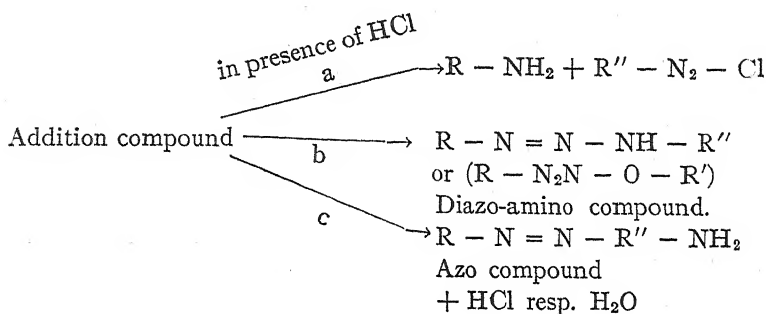 in presence of HCl
a
R – NH₂ + R″ – N₂ – Cl
Addition compound
b
R – N = N – NH – R″
or (R – N₂N – O – R′)
Diazo-amino compound.
c
R – N = N – R″ – NH₂
Azo compound
+ HCl resp. H₂O